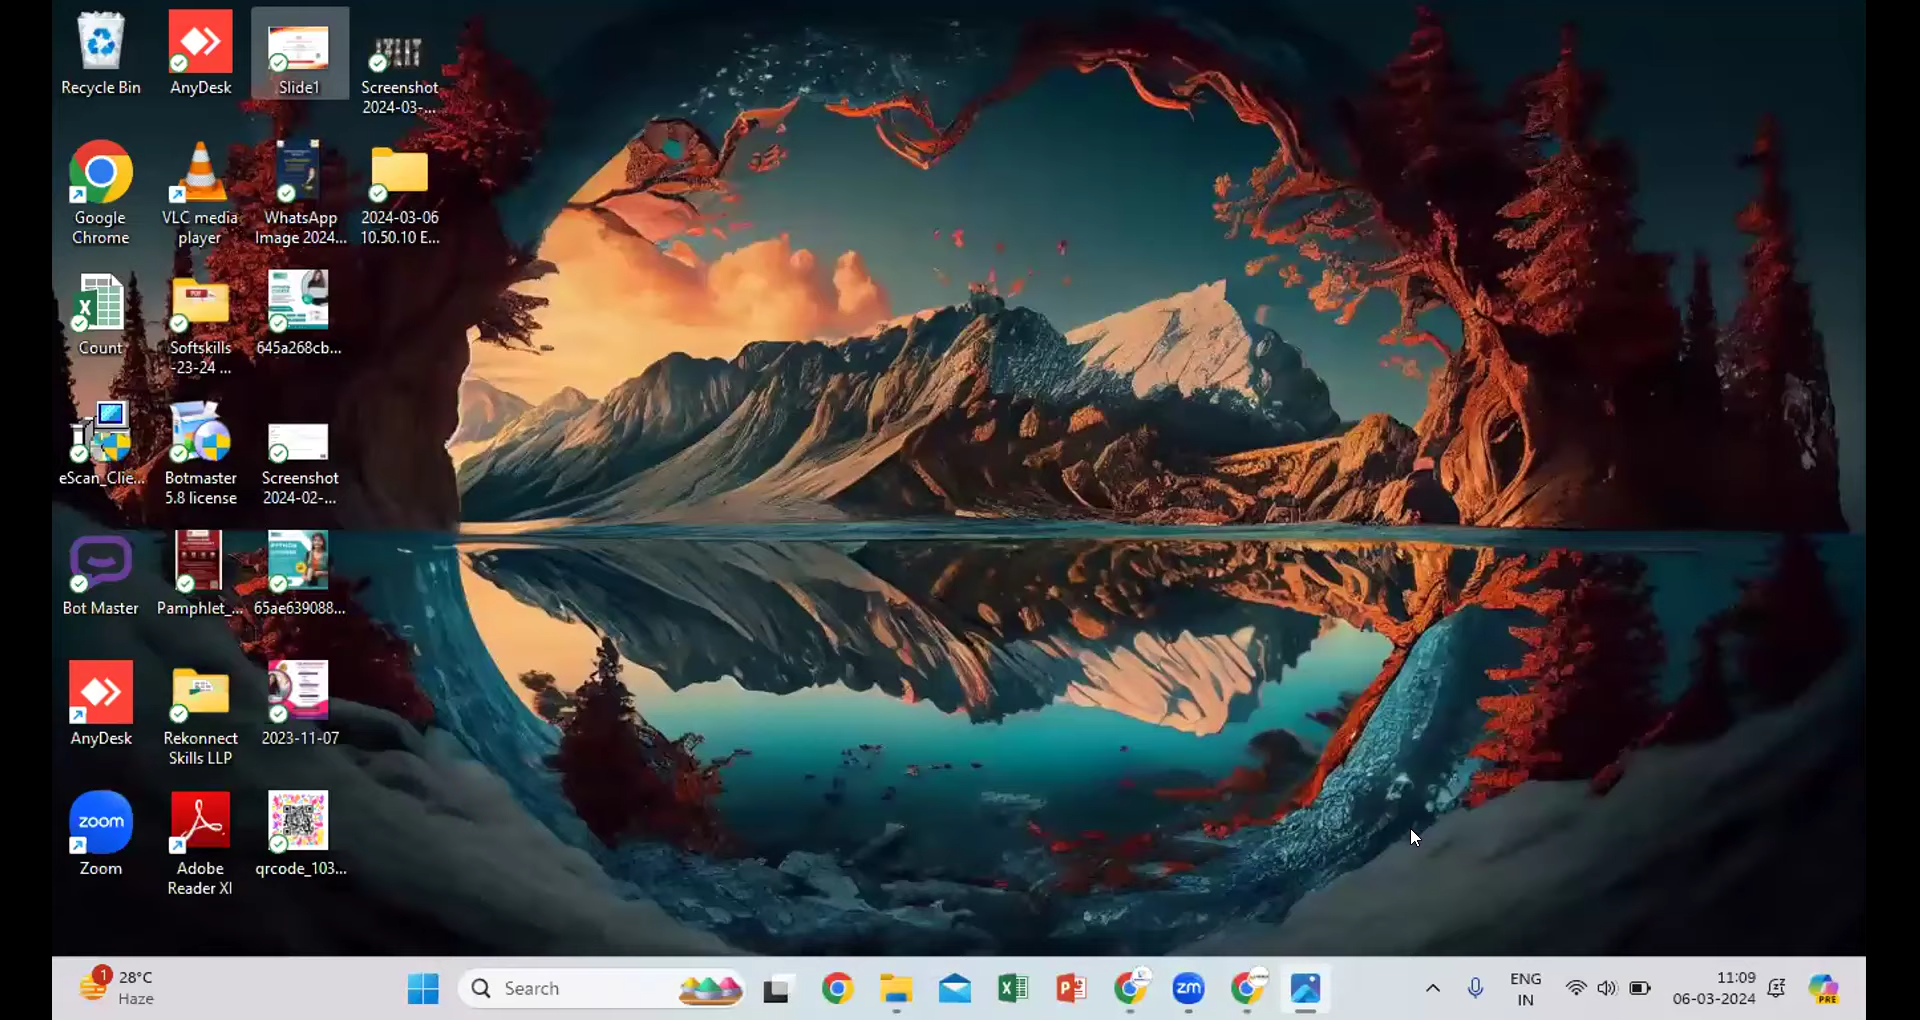 Recycle Bin
AnyDesk
Slide1
Screenshot
2024-03-...
Google
Chrome
VLC media
player
WhatsApp
Image 2024...
2024-03-06
10.50.10 E...
Count
Softskills
-23-24 ...
645a268cb...
eScan_Clie...
Botmaster
5.8 license
Screenshot
2024-02-...
Bot Master
Pamphlet_...
65ae639088...
AnyDesk
Rekonnect
Skills LLP
2023-11-07
zoom
Zoom
Adobe
Reader XI
qrcode_103...
1
28°C
Haze
Search
zm
ENG
IN
11:09
06-03-2024
PRE